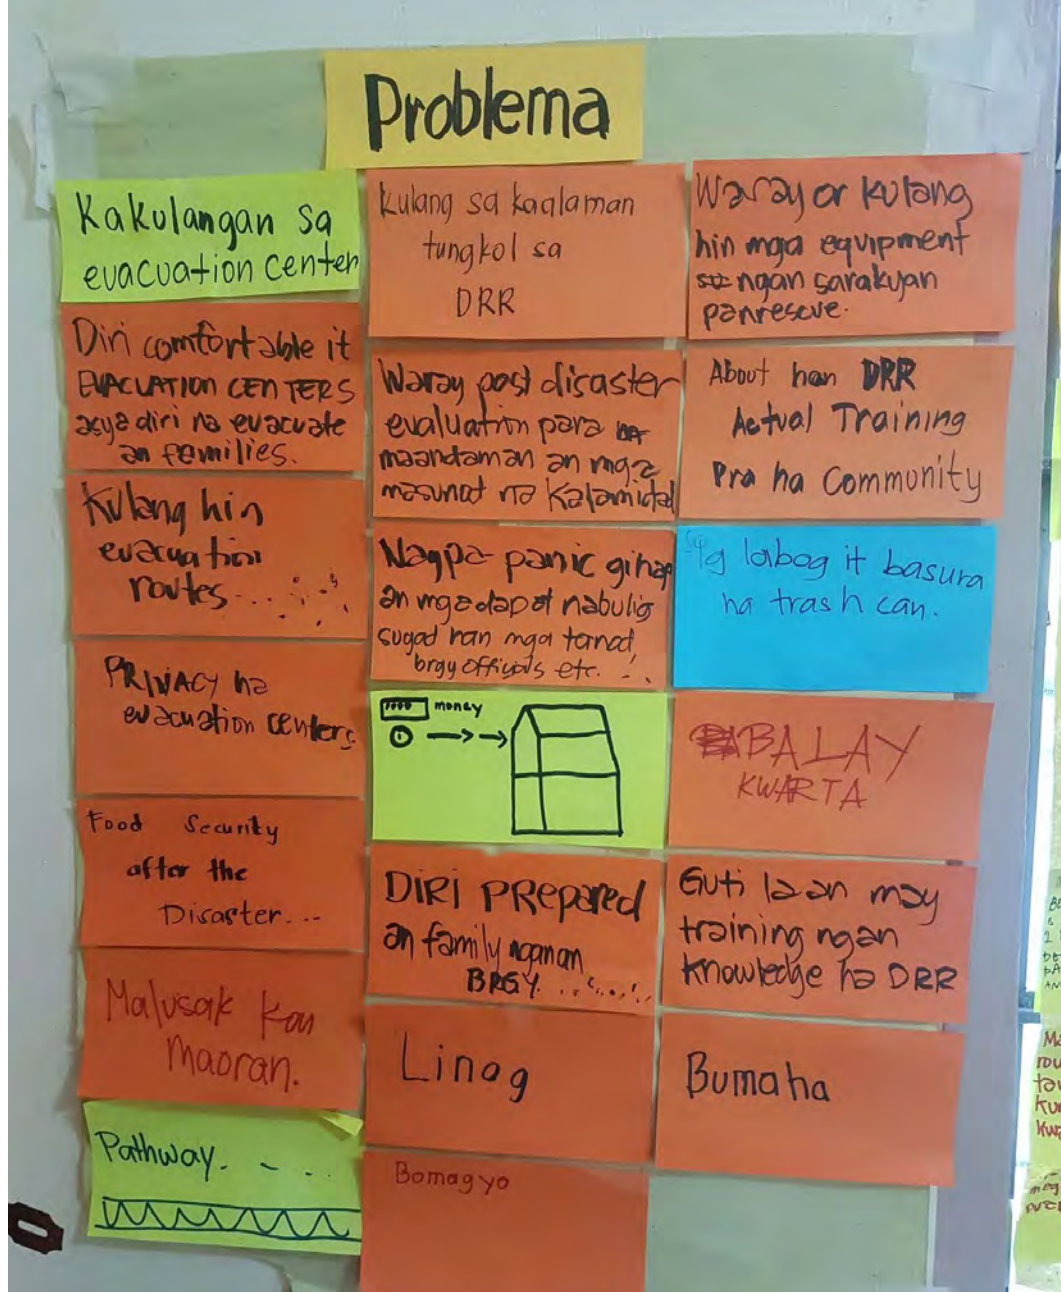 Problema
Kakulangan sa
evacuation center
Diri comfortable it
EVACUATION CENTERS
asya diri na evacuate
an families.
Kulang hin
evacuation
routes...
PRIVACY ha
evacuation centers.
Food Security
after the
Disaster...
Malusak kon
maoran.
Pathway. - ...
Kulang sa kaalaman
tungkol sa
DRR
Waray post disaster
evaluation para
maandaman an mga
masunod na kalamidad
Nagpa-panic gihap
an mga dapat nabulig
sugad han mga tanod,
brgy officials etc. ..
money
DIRI PREPARED
an family ngan an
BRGY.......
Linog
Bomagyo
Waray or kulang
hin mga equipment
ngan sarakyan
panrescue.
About han DRR
Actual Training
Pra ha Community
Ig labog it basura
ha trash can.
BALAY
KWARTA
Guti la an may
training ngan
knowledge ha DRR
Bumaha